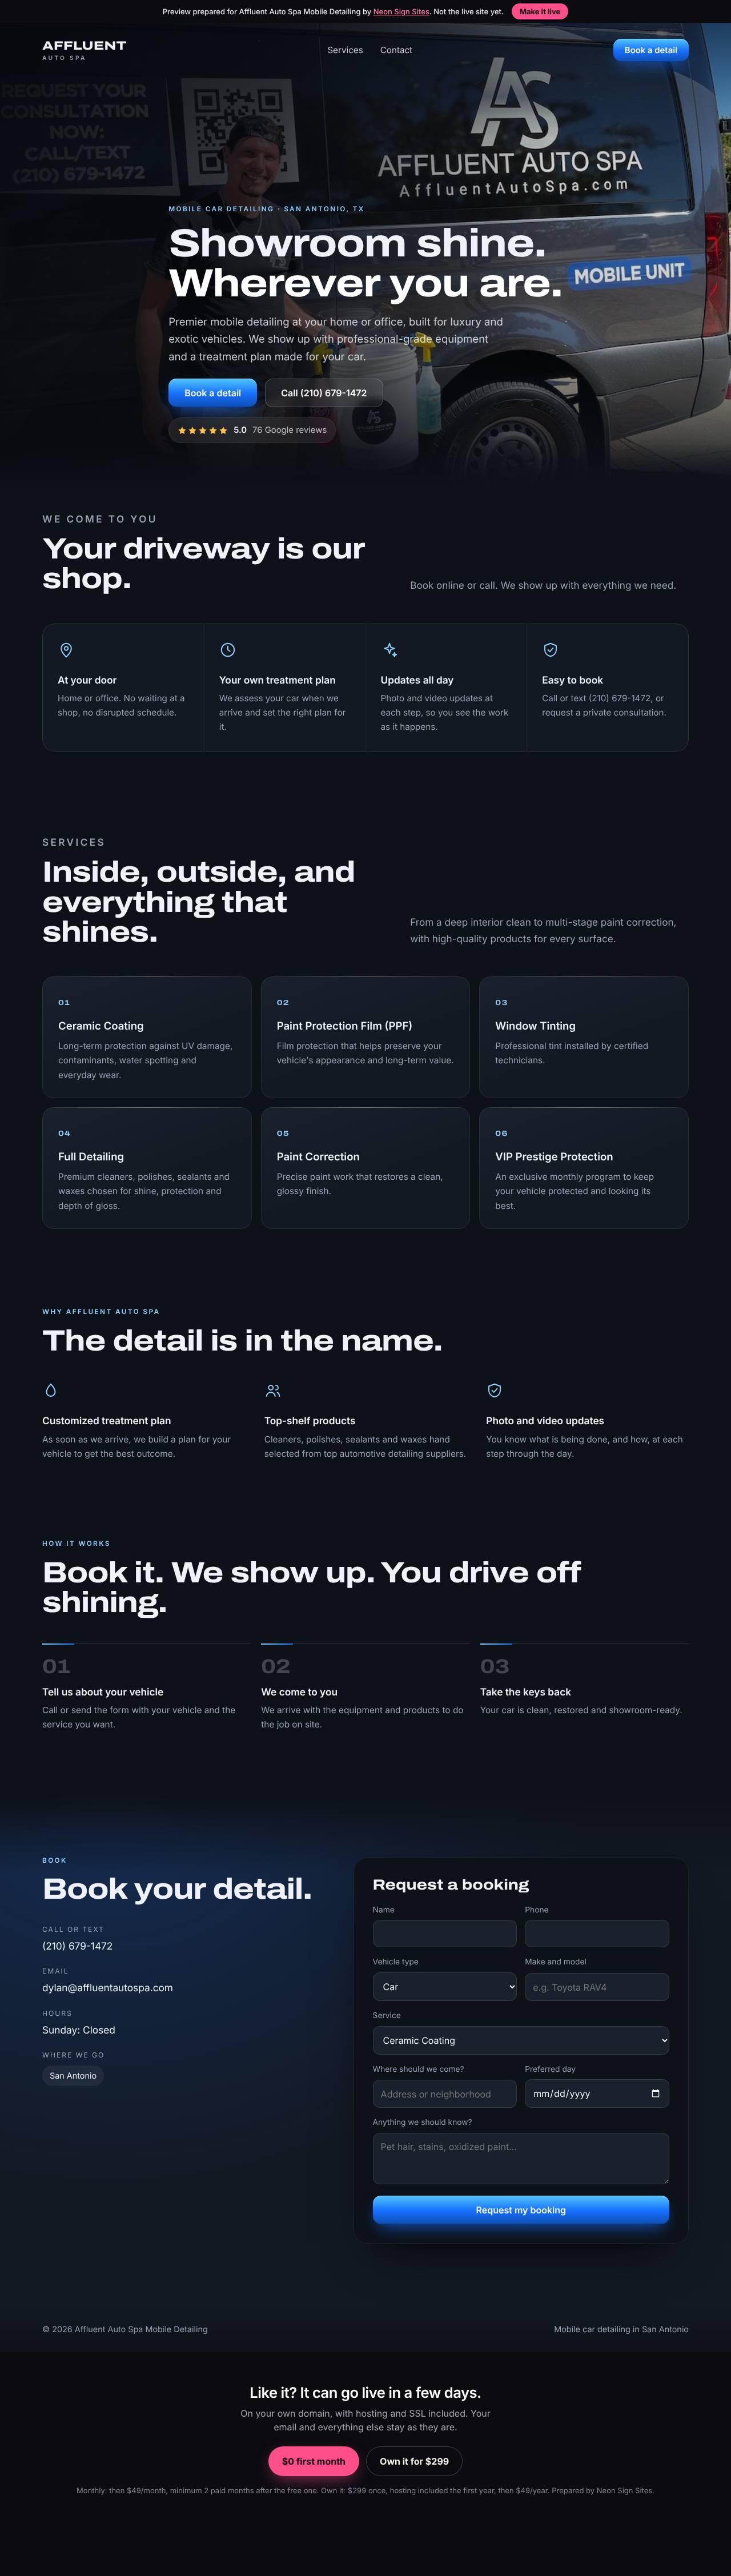 Preview prepared for Affluent Auto Spa Mobile Detailing by Neon Sign Sites. Not the live site yet. Make it live
AFFLUENT
AUTO SPA
Services Contact
Book a detail
REQUEST YOUR
CONSULTATION
NOW:
CALL/TEXT
(210) 679-1472
AS
AFFLUENT AUTO SPA
AffluentAutoSpa.com
MOBILE UNIT
MOBILE CAR DETAILING · SAN ANTONIO, TX
Showroom shine.
Wherever you are.
Premier mobile detailing at your home or office, built for luxury and
exotic vehicles. We show up with professional-grade equipment
and a treatment plan made for your car.
Book a detail
Call (210) 679-1472
5.0 76 Google reviews
WE COME TO YOU
Your driveway is our
shop.
Book online or call. We show up with everything we need.
At your door
Home or office. No waiting at a
shop, no disrupted schedule.
Your own treatment plan
We assess your car when we
arrive and set the right plan for
it.
Updates all day
Photo and video updates at
each step, so you see the work
as it happens.
Easy to book
Call or text (210) 679-1472, or
request a private consultation.
SERVICES
Inside, outside, and
everything that
shines.
From a deep interior clean to multi-stage paint correction,
with high-quality products for every surface.
01
Ceramic Coating
Long-term protection against UV damage,
contaminants, water spotting and
everyday wear.
02
Paint Protection Film (PPF)
Film protection that helps preserve your
vehicle's appearance and long-term value.
03
Window Tinting
Professional tint installed by certified
technicians.
04
Full Detailing
Premium cleaners, polishes, sealants and
waxes chosen for shine, protection and
depth of gloss.
05
Paint Correction
Precise paint work that restores a clean,
glossy finish.
06
VIP Prestige Protection
An exclusive monthly program to keep
your vehicle protected and looking its
best.
WHY AFFLUENT AUTO SPA
The detail is in the name.
Customized treatment plan
As soon as we arrive, we build a plan for your
vehicle to get the best outcome.
Top-shelf products
Cleaners, polishes, sealants and waxes hand
selected from top automotive detailing suppliers.
Photo and video updates
You know what is being done, and how, at each
step through the day.
HOW IT WORKS
Book it. We show up. You drive off
shining.
01
Tell us about your vehicle
Call or send the form with your vehicle and the
service you want.
02
We come to you
We arrive with the equipment and products to do
the job on site.
03
Take the keys back
Your car is clean, restored and showroom-ready.
BOOK
Book your detail.
CALL OR TEXT
(210) 679-1472
EMAIL
dylan@affluentautospa.com
HOURS
Sunday: Closed
WHERE WE GO
San Antonio
Request a booking
Name Phone
Vehicle type Make and model
Car e.g. Toyota RAV4
Service
Ceramic Coating
Where should we come? Preferred day
Address or neighborhood mm/dd/yyyy
Anything we should know?
Pet hair, stains, oxidized paint...
Request my booking
© 2026 Affluent Auto Spa Mobile Detailing
Mobile car detailing in San Antonio
Like it? It can go live in a few days.
On your own domain, with hosting and SSL included. Your
email and everything else stay as they are.
$0 first month
Own it for $299
Monthly: then $49/month, minimum 2 paid months after the free one. Own it: $299 once, hosting included the first year, then $49/year. Prepared by Neon Sign Sites.